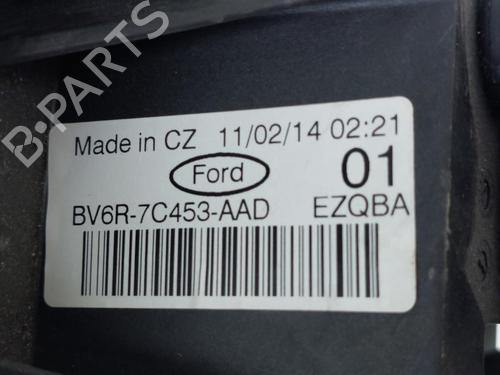 B-PARTS
Made in CZ 11/02/14 02:21
Ford 01
BV6R-7C453-AAD EZQBA